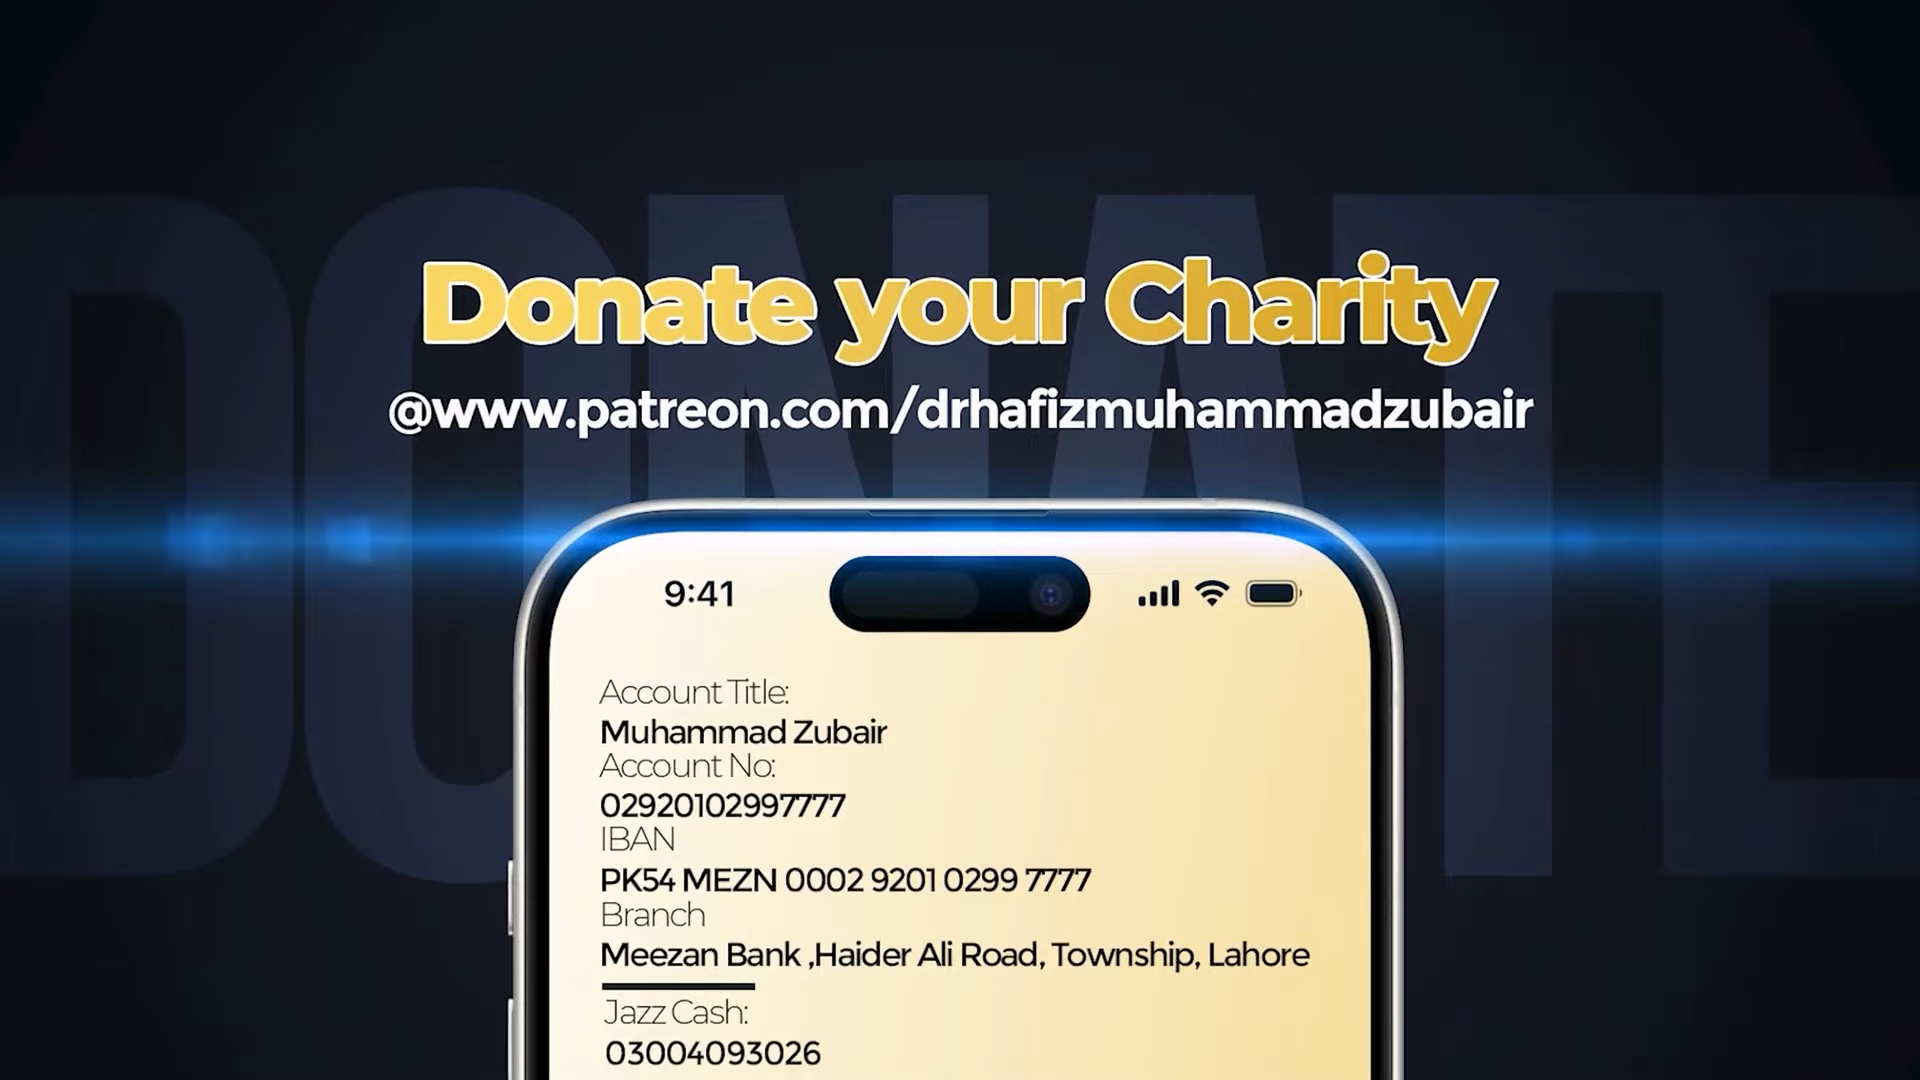 DONATE
Donate your Charity
@www.patreon.com/drhafizmuhammadzubair
9:41
Account Title:
Muhammad Zubair
Account No:
02920102997777
IBAN
PK54 MEZN 0002 9201 0299 7777
Branch
Meezan Bank ,Haider Ali Road, Township, Lahore
Jazz Cash:
03004093026